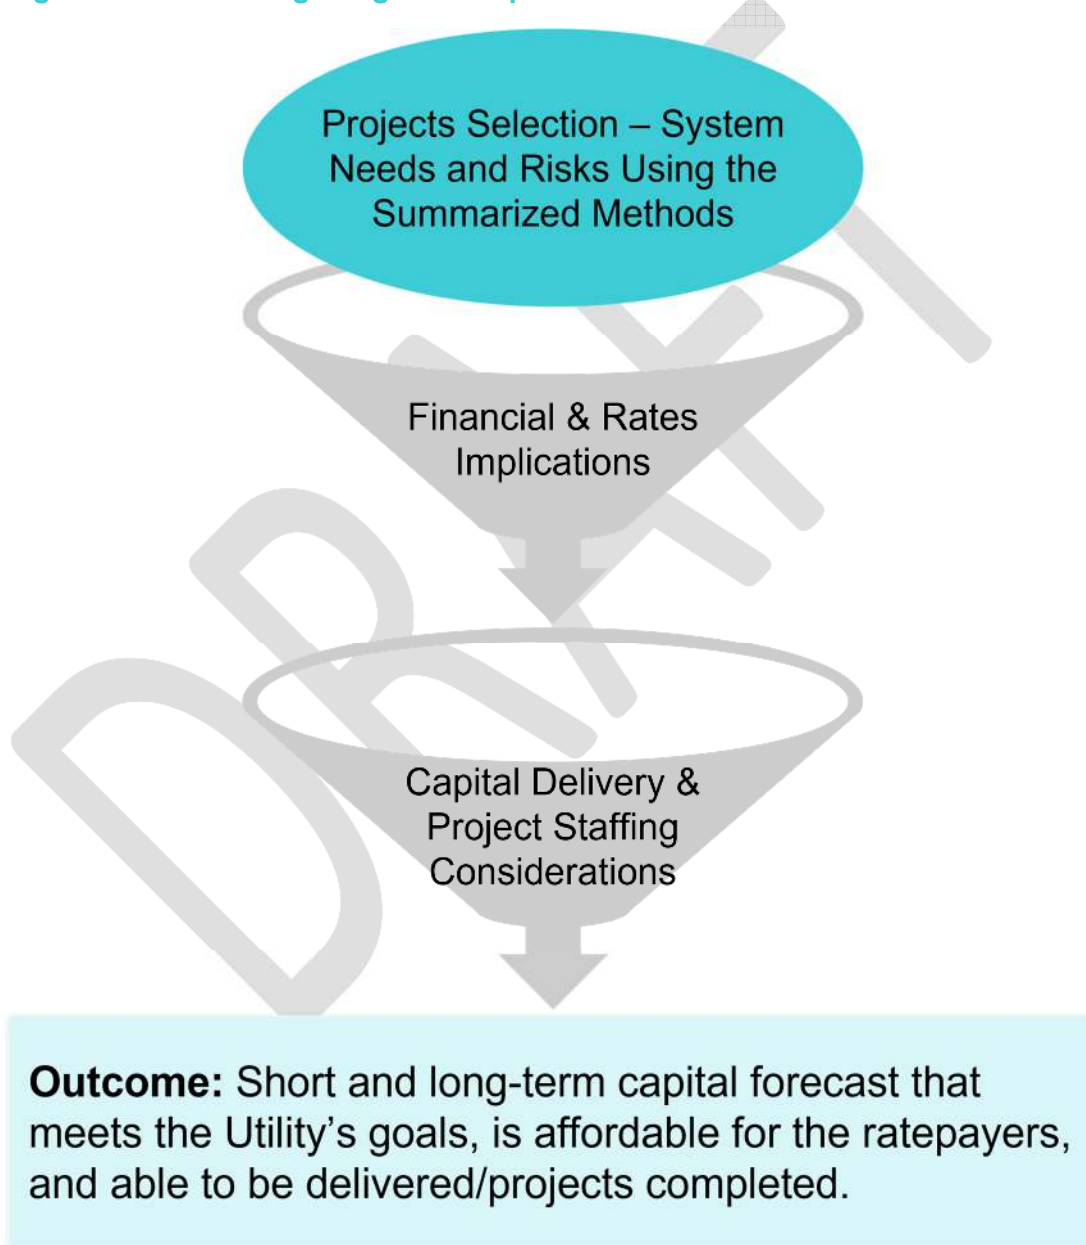 Projects Selection – System
Needs and Risks Using the
Summarized Methods
Financial & Rates
Implications
Capital Delivery &
Project Staffing
Considerations
Outcome: Short and long-term capital forecast that
meets the Utility's goals, is affordable for the ratepayers,
and able to be delivered/projects completed.
DRAFT